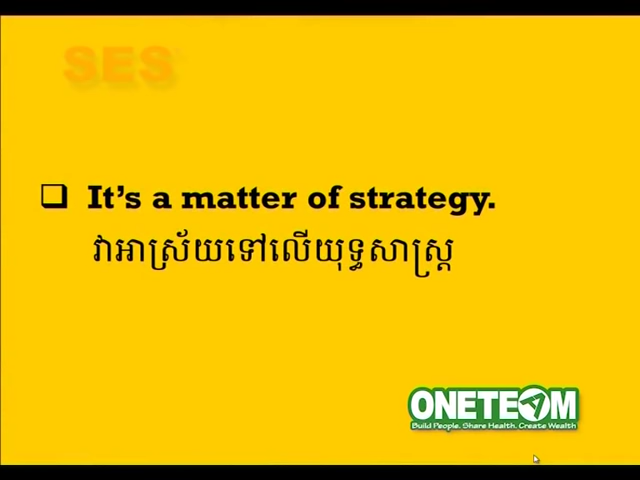 SES
❑ It's a matter of strategy.
វាអាស្រ័យទៅលើយុទ្ធសាស្ត្រ
ONETEAM
Build People. Share Health. Create Wealth